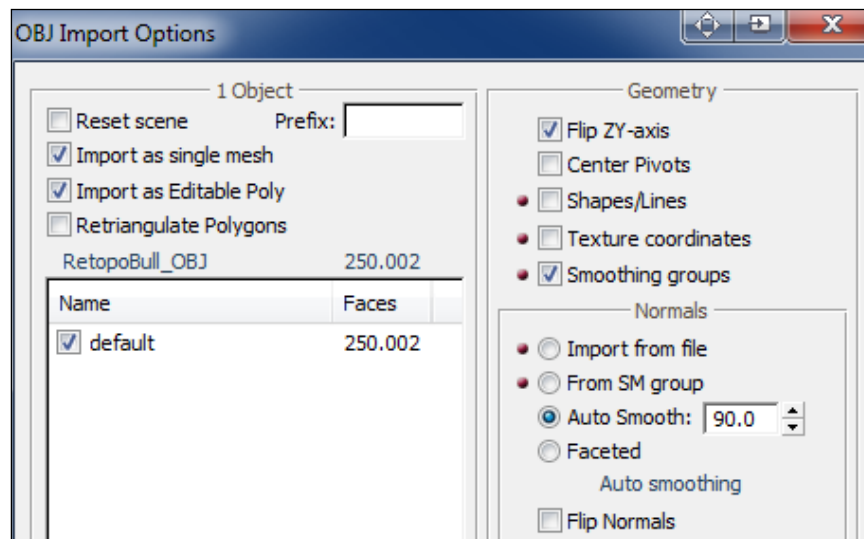 OBJ Import Options
1 Object
Reset scene Prefix:
Import as single mesh
Import as Editable Poly
Retriangulate Polygons
RetopoBull_OBJ 250.002
Name Faces
default 250.002
Geometry
Flip ZY-axis
Center Pivots
Shapes/Lines
Texture coordinates
Smoothing groups
Normals
Import from file
From SM group
Auto Smooth: 90.0
Faceted
Auto smoothing
Flip Normals